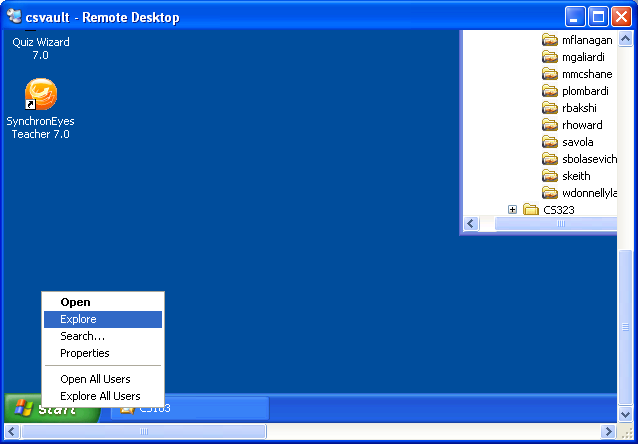 csvault - Remote Desktop
Quiz Wizard
7.0
SynchronEyes
Teacher 7.0
mflanagan
mgaliardi
mmcshane
plombardi
rbakshi
rhoward
savola
sbolasevich
skeith
wdonnellyla
CS323
Open
Explore
Search...
Properties
Open All Users
Explore All Users
start
CS103